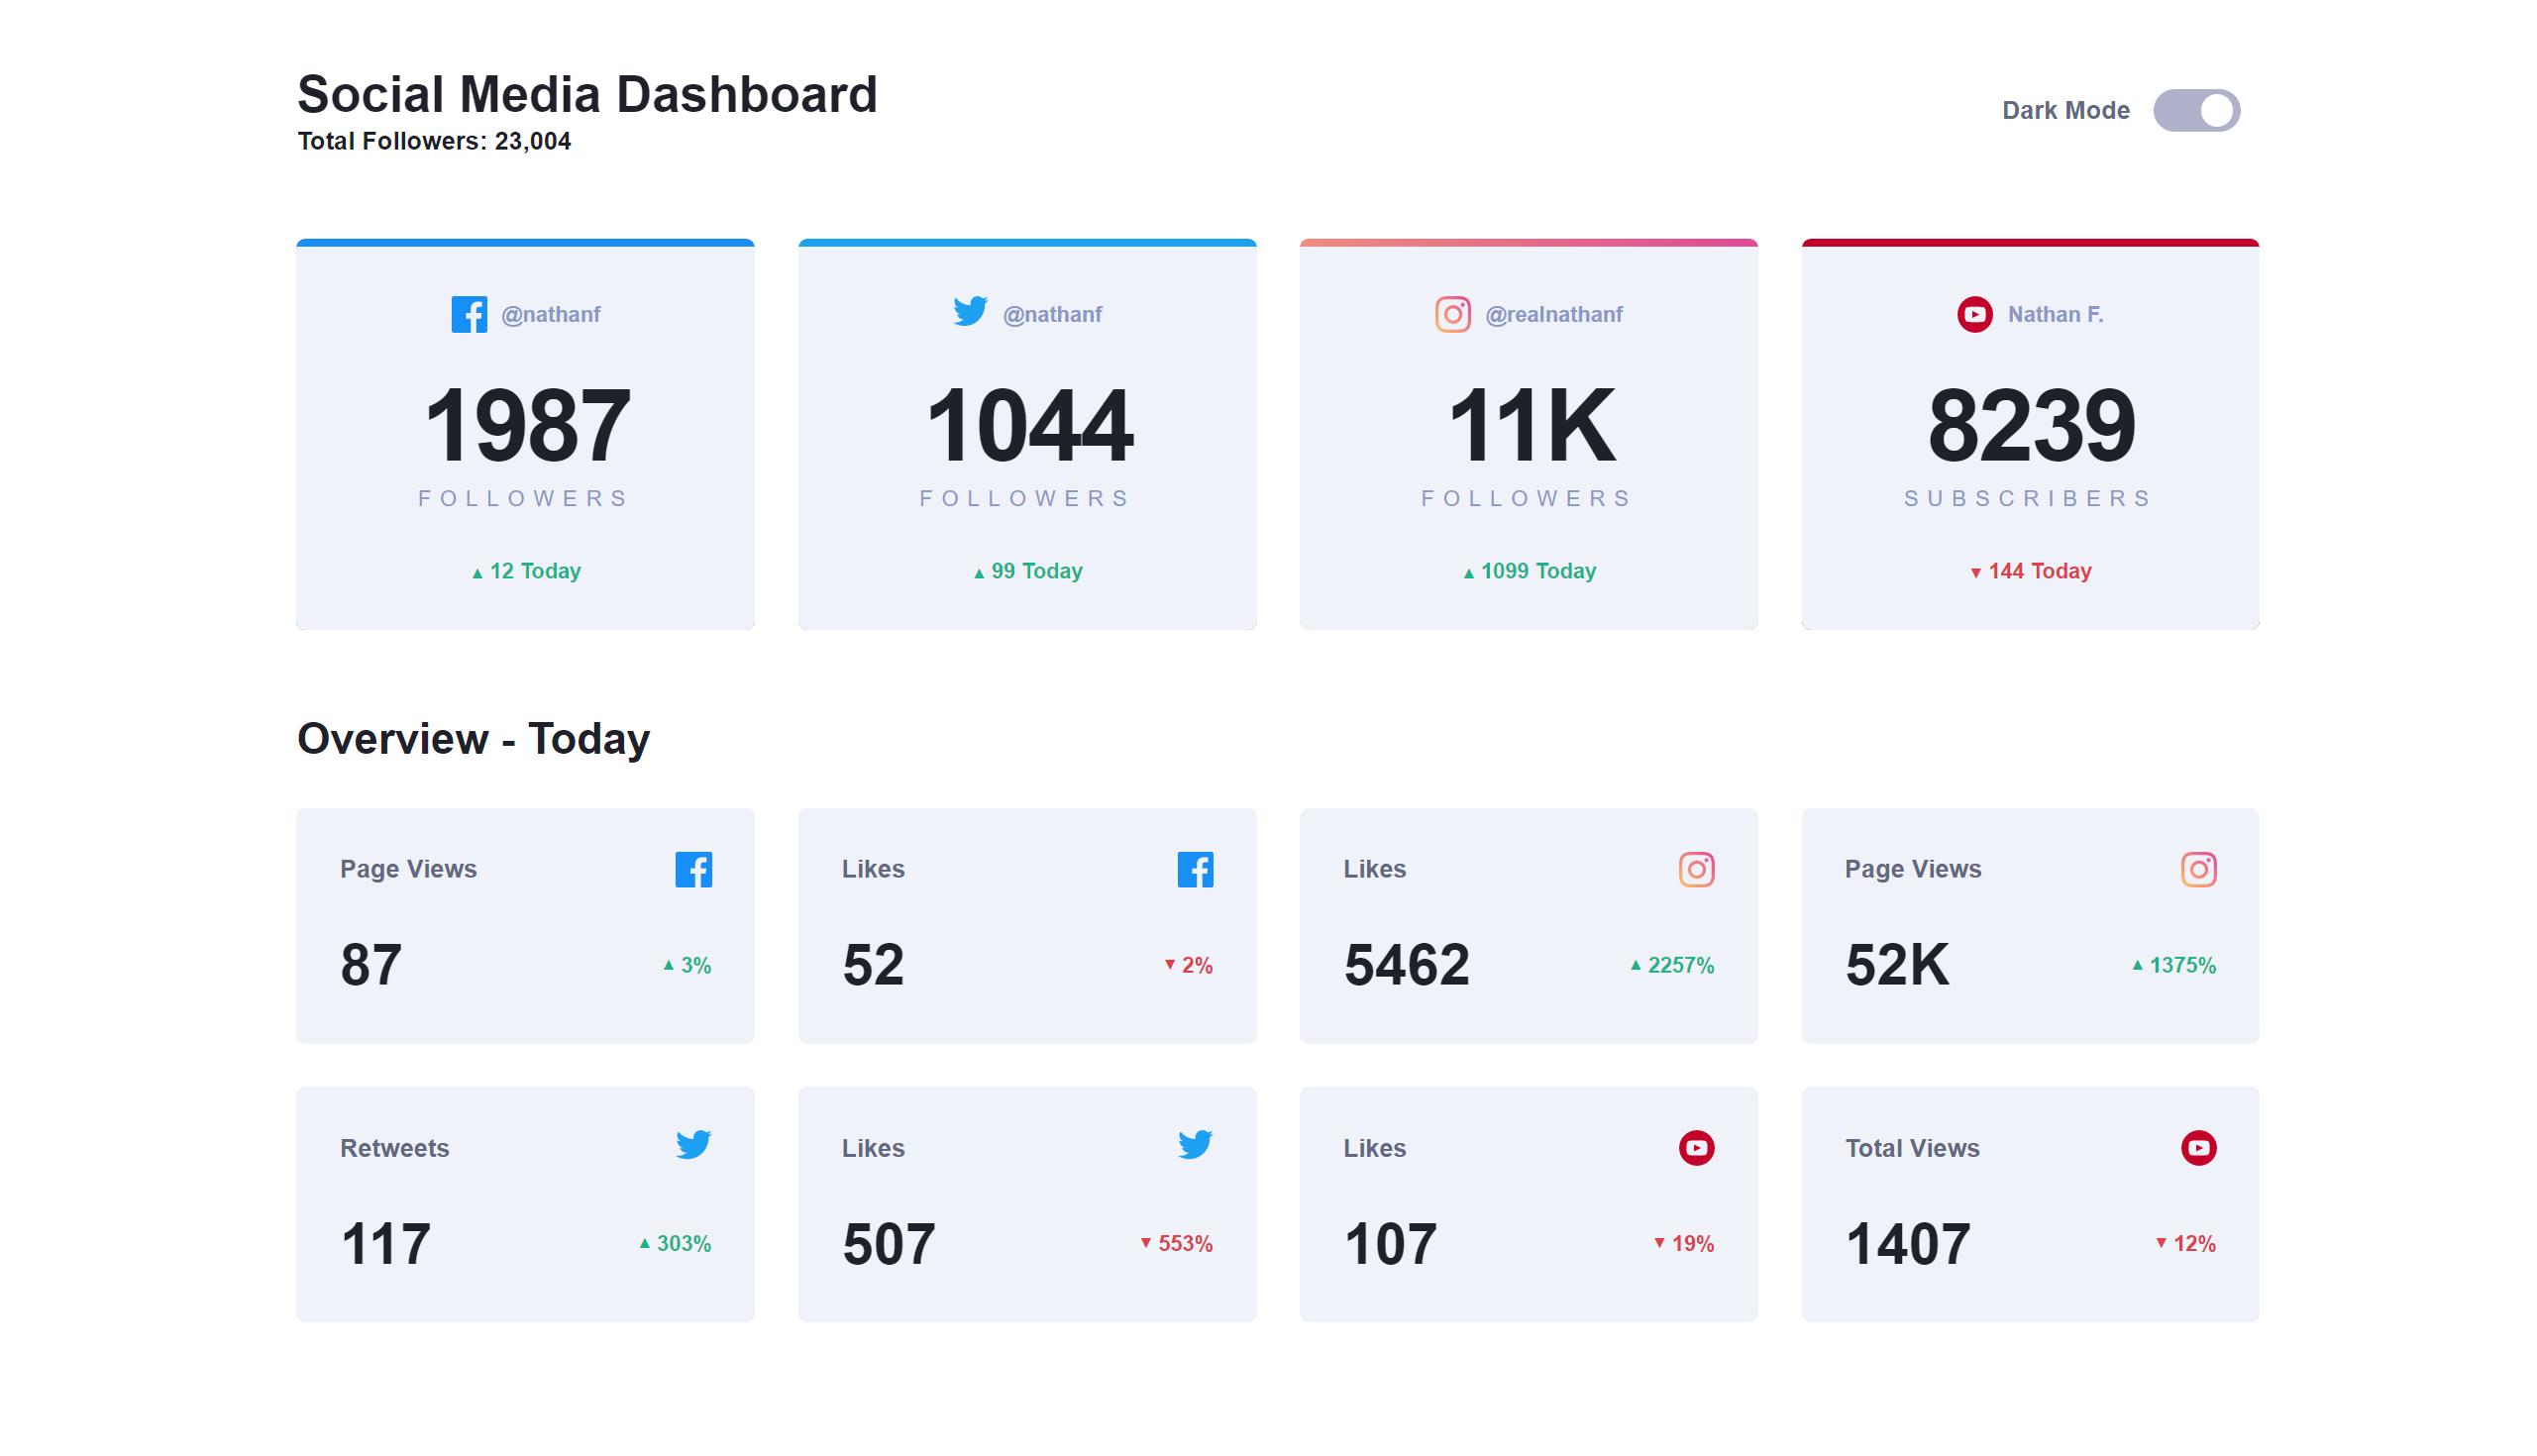 Social Media Dashboard
Total Followers: 23,004
Dark Mode
@nathanf
1987
FOLLOWERS
▲ 12 Today
@nathanf
1044
FOLLOWERS
▲ 99 Today
@realnathanf
11K
FOLLOWERS
▲ 1099 Today
Nathan F.
8239
SUBSCRIBERS
▼ 144 Today
Overview - Today
Page Views
87
▲ 3%
Likes
52
▼ 2%
Likes
5462
▲ 2257%
Page Views
52K
▲ 1375%
Retweets
117
▲ 303%
Likes
507
▼ 553%
Likes
107
▼ 19%
Total Views
1407
▼ 12%